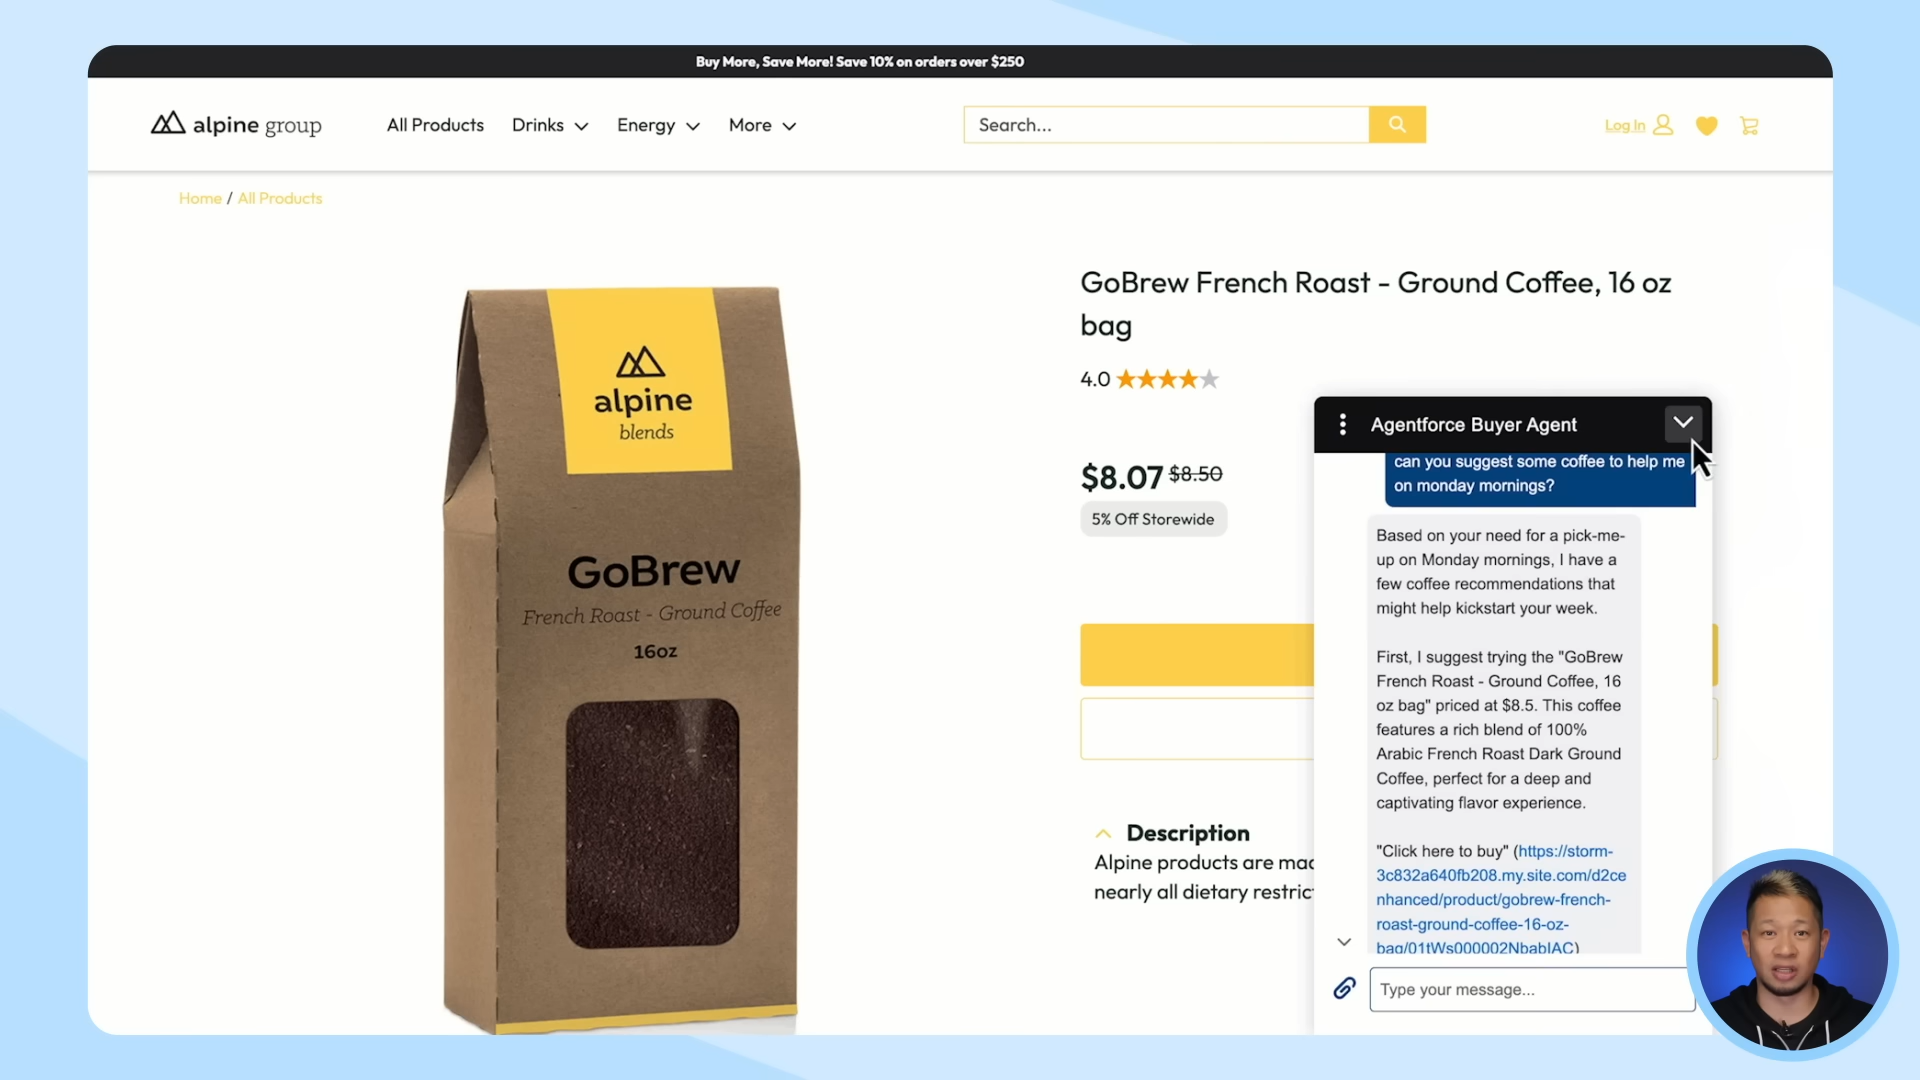 Buy More, Save More! Save 10% on orders over $250
alpine group
All Products
Drinks
Energy
More
Search...
Log In
Home / All Products
alpine
blends
GoBrew
French Roast - Ground Coffee
16oz
GoBrew French Roast - Ground Coffee, 16 oz
bag
4.0
$8.07 $8.50
5% Off Storewide
Description
Alpine products are mad
nearly all dietary restrict
Agentforce Buyer Agent
can you suggest some coffee to help me
on monday mornings?
Based on your need for a pick-me-
up on Monday mornings, I have a
few coffee recommendations that
might help kickstart your week.
First, I suggest trying the "GoBrew
French Roast - Ground Coffee, 16
oz bag" priced at $8.5. This coffee
features a rich blend of 100%
Arabic French Roast Dark Ground
Coffee, perfect for a deep and
captivating flavor experience.
"Click here to buy" (https://storm-
3c832a640fb208.my.site.com/d2ce
nhanced/product/gobrew-french-
roast-ground-coffee-16-oz-
bag/01tWs000002NbabIAC)
Type your message...